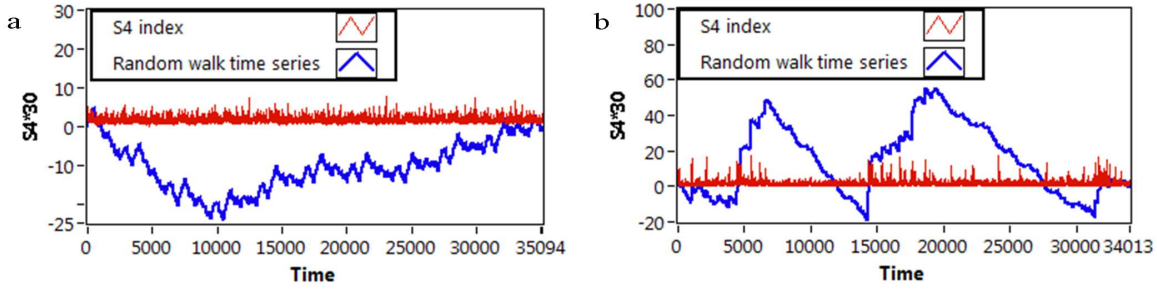 a
30
20
10
0
-10
-25
S4*30
S4 index
Random walk time series
0 5000 10000 15000 20000 25000 30000 35094
Time
b
100
80
60
40
20
0
-20
S4*30
S4 index
Random walk time series
0 5000 10000 15000 20000 25000 30000 34013
Time